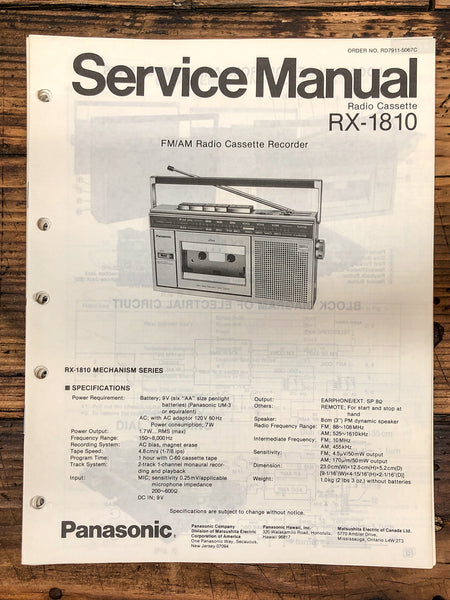 ORDER NO. RD7911-5067C
Service Manual
Radio Cassette
RX-1810
FM/AM Radio Cassette Recorder
Panasonic
BLOCK DIAGRAM OF ELECTRIAL CIRCUIT
RX-1810 MECHANISM SERIES
■ SPECIFICATIONS
Power Requirement: Battery; 9V (six "AA" size penlight
batteries) (Panasonic UM-3
or equivalent)
AC; with AC adaptor 120V 60Hz
Power consumption; 7W
Power Output: 1.7W... RMS (max)
Frequency Range: 150~8,000Hz
Recording System: AC bias, magnet erase
Tape Speed: 4.8cm/s (1-7/8 ips)
Program Time: 1 hour with C-60 cassette tape
Track System: 2-track 1-channel monaural recording and playback
Input: MIC; sensitivity 0.25mV/applicable
microphone impedance
200~600Ω
DC IN; 9V
Output: EARPHONE/EXT. SP 8Ω
Others: REMOTE; For start and stop at
hand
Speaker: 8cm (3") PM dynamic speaker
Radio Frequency Range: FM; 88~108MHz
AM; 525~1610kHz
Intermediate Frequency: FM; 10MHz
AM; 455kHz
Sensitivity: FM; 4.5μV/50mW output
AM; 170μ/m/50mW output
Dimension: 23.0cm(W)×12.5cm(H)×5.2cm(D)
[9-1/16"(W)×4-15/16"(H)×2-1/16"(D)]
Weight: 1.0kg (2 lbs 3 oz.) without batteries
Specifications are subject to change without notice.
Panasonic
Panasonic Company
Division of Matsushita Electric
Corporation of America
One Panasonic Way, Secaucus,
New Jersey 07094
Panasonic Hawaii, Inc.
320 Waiakamilo Road, Honolulu,
Hawaii 96817
Matsushita Electric of Canada Ltd.
5770 Ambler Drive,
Mississauga, Ontario L4W 2T3